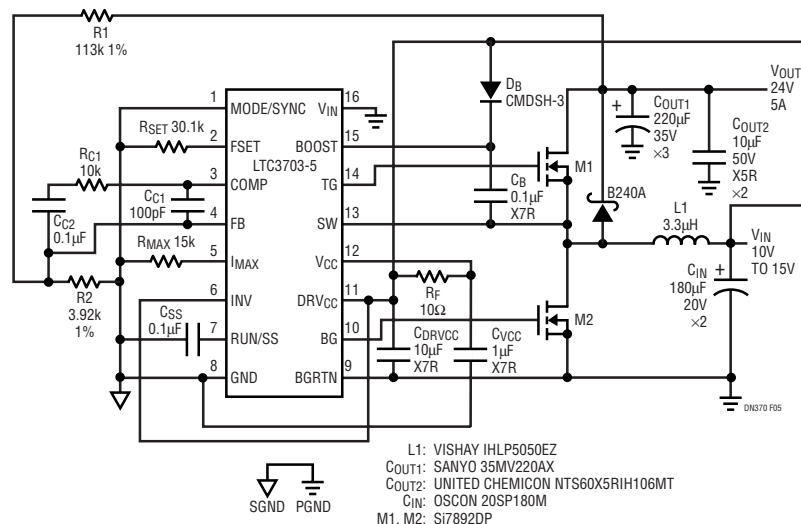 R1
113k 1%
1
MODE/SYNC
2
FSET
3
COMP
4
FB
5
IMAX
6
INV
7
RUN/SS
8
GND
LTC3703-5
VIN
16
BOOST
15
TG
14
SW
13
VCC
12
DRVCC
11
BG
10
BGRTN
9
RSET 30.1k
RC1
10k
CC1
100pF
CC2
0.1µF
RMAX 15k
R2
3.92k
1%
CSS
0.1µF
DB
CMDSH-3
CB
0.1µF
X7R
RF
10Ω
CDRVCC
10µF
X7R
CVCC
1µF
X7R
M1
M2
B240A
L1
3.3µH
+
COUT1
220µF
35V
×3
COUT2
10µF
50V
X5R
×2
VOUT
24V
5A
VIN
10V
TO 15V
+
CIN
180µF
20V
×2
DN370 F05
SGND PGND
L1: VISHAY IHLP5050EZ
COUT1: SANYO 35MV220AX
COUT2: UNITED CHEMICON NTS60X5RIH106MT
CIN: OSCON 20SP180M
M1, M2: Si7892DP